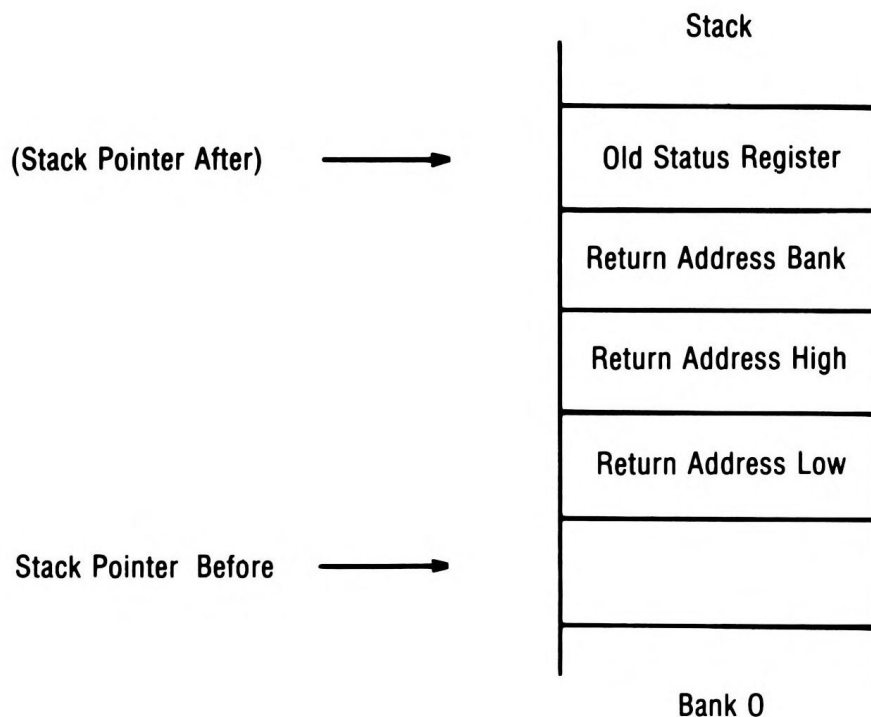 Stack
(Stack Pointer After)
Old Status Register
Return Address Bank
Return Address High
Return Address Low
Stack Pointer Before
Bank 0